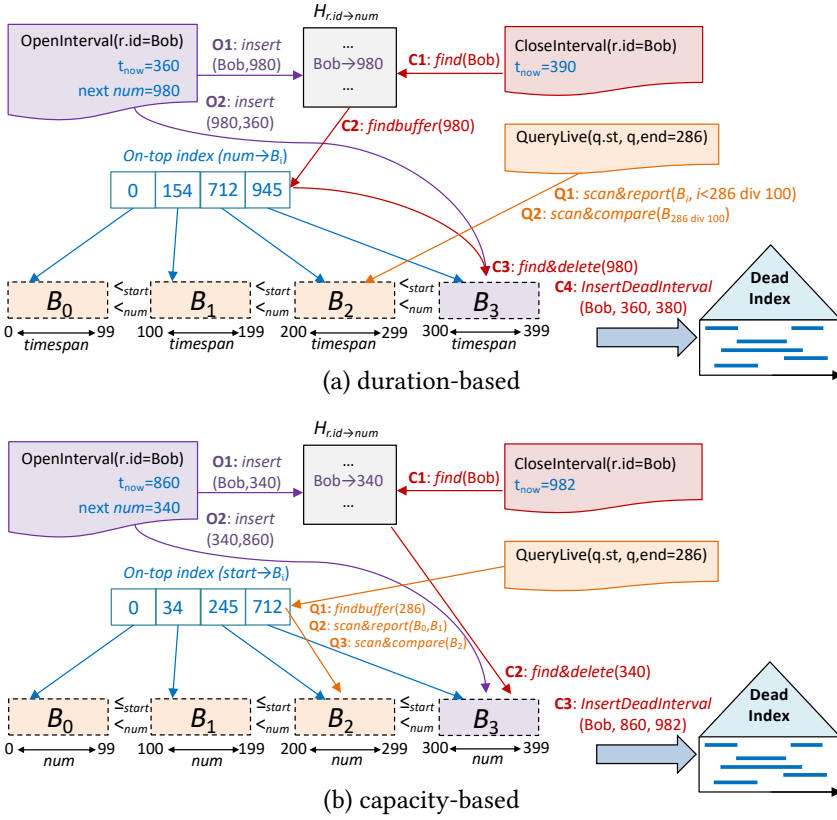 H_{r.id→num}
OpenInterval(r.id=Bob)
t_now=360
next num=980
O1: insert
(Bob,980)
O2: insert
(980,360)
...
Bob→980
...
C1: find(Bob)
CloseInterval(r.id=Bob)
t_now=390
C2: findbuffer(980)
QueryLive(q.st, q,end=286)
On-top index (num→B_i)
0 154 712 945
Q1: scan&report(B_i, i<286 div 100)
Q2: scan&compare(B_{286 div 100})
C3: find&delete(980)
C4: InsertDeadInterval
(Bob, 360, 380)
Dead
Index
B_0 <_start <_num B_1 <_start <_num B_2 <_start <_num B_3
0 99 100 199 200 299 300 399
timespan timespan timespan timespan
(a) duration-based
H_{r.id→num}
OpenInterval(r.id=Bob)
t_now=860
next num=340
O1: insert
(Bob,340)
O2: insert
(340,860)
...
Bob→340
...
C1: find(Bob)
CloseInterval(r.id=Bob)
t_now=982
QueryLive(q.st, q,end=286)
On-top index (start→B_i)
0 34 245 712
Q1: findbuffer(286)
Q2: scan&report(B_0,B_1)
Q3: scan&compare(B_2)
C2: find&delete(340)
C3: InsertDeadInterval
(Bob, 860, 982)
Dead
Index
B_0 ≤_start <_num B_1 ≤_start <_num B_2 ≤_start <_num B_3
0 99 100 199 200 299 300 399
num num num num
(b) capacity-based